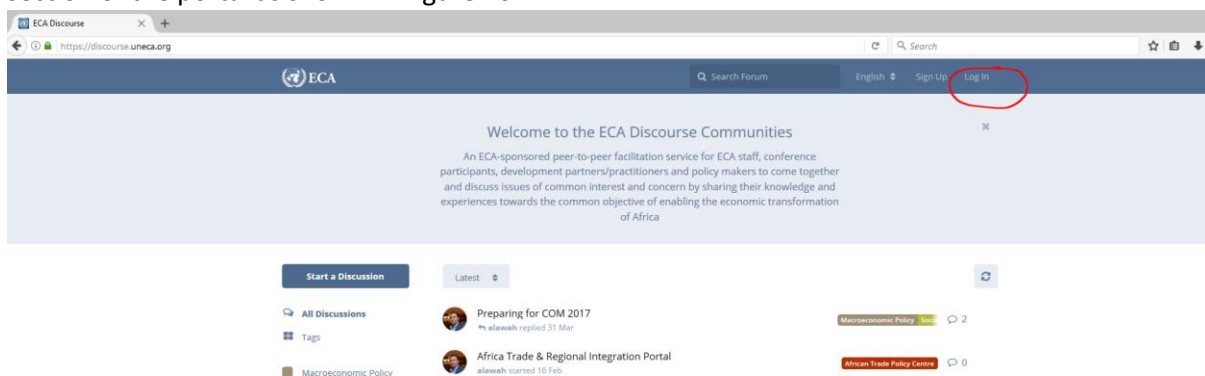 ECA Discourse
https://discourse.uneca.org
Search
ECA
Search Forum
English
Sign Up
Log In
Welcome to the ECA Discourse Communities
An ECA-sponsored peer-to-peer facilitation service for ECA staff, conference
participants, development partners/practitioners and policy makers to come together
and discuss issues of common interest and concern by sharing their knowledge and
experiences towards the common objective of enabling the economic transformation
of Africa
Start a Discussion
Latest
All Discussions
Preparing for COM 2017
Macroeconomic Policy
2
alawah replied 31 Mar
Tags
Africa Trade & Regional Integration Portal
African Trade Policy Centre
0
alawah started 16 Feb
Macroeconomic Policy